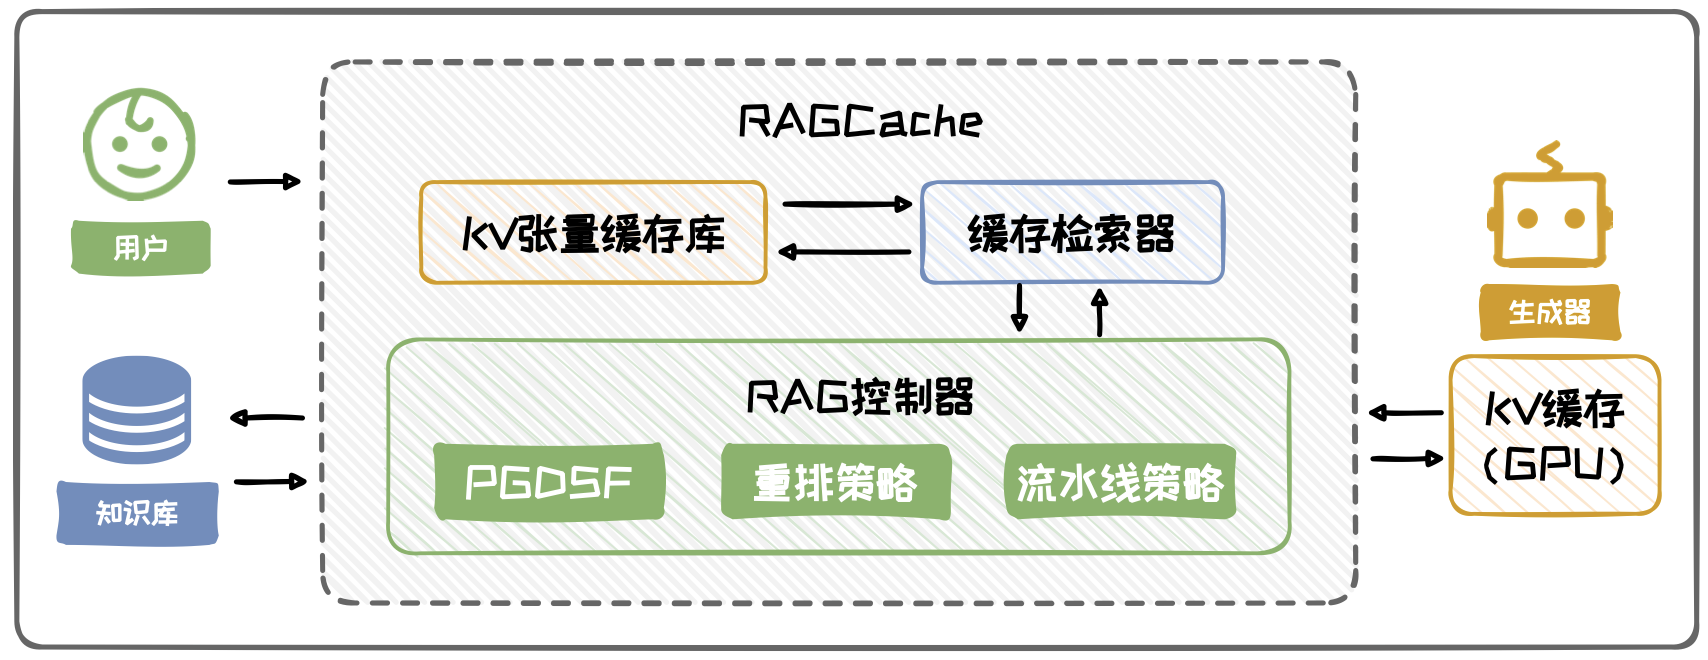 RAGCache
用户
KV张量缓存库
缓存检索器
生成器
RAG控制器
KV缓存
(GPU)
PGDSF
重排策略
流水线策略
知识库